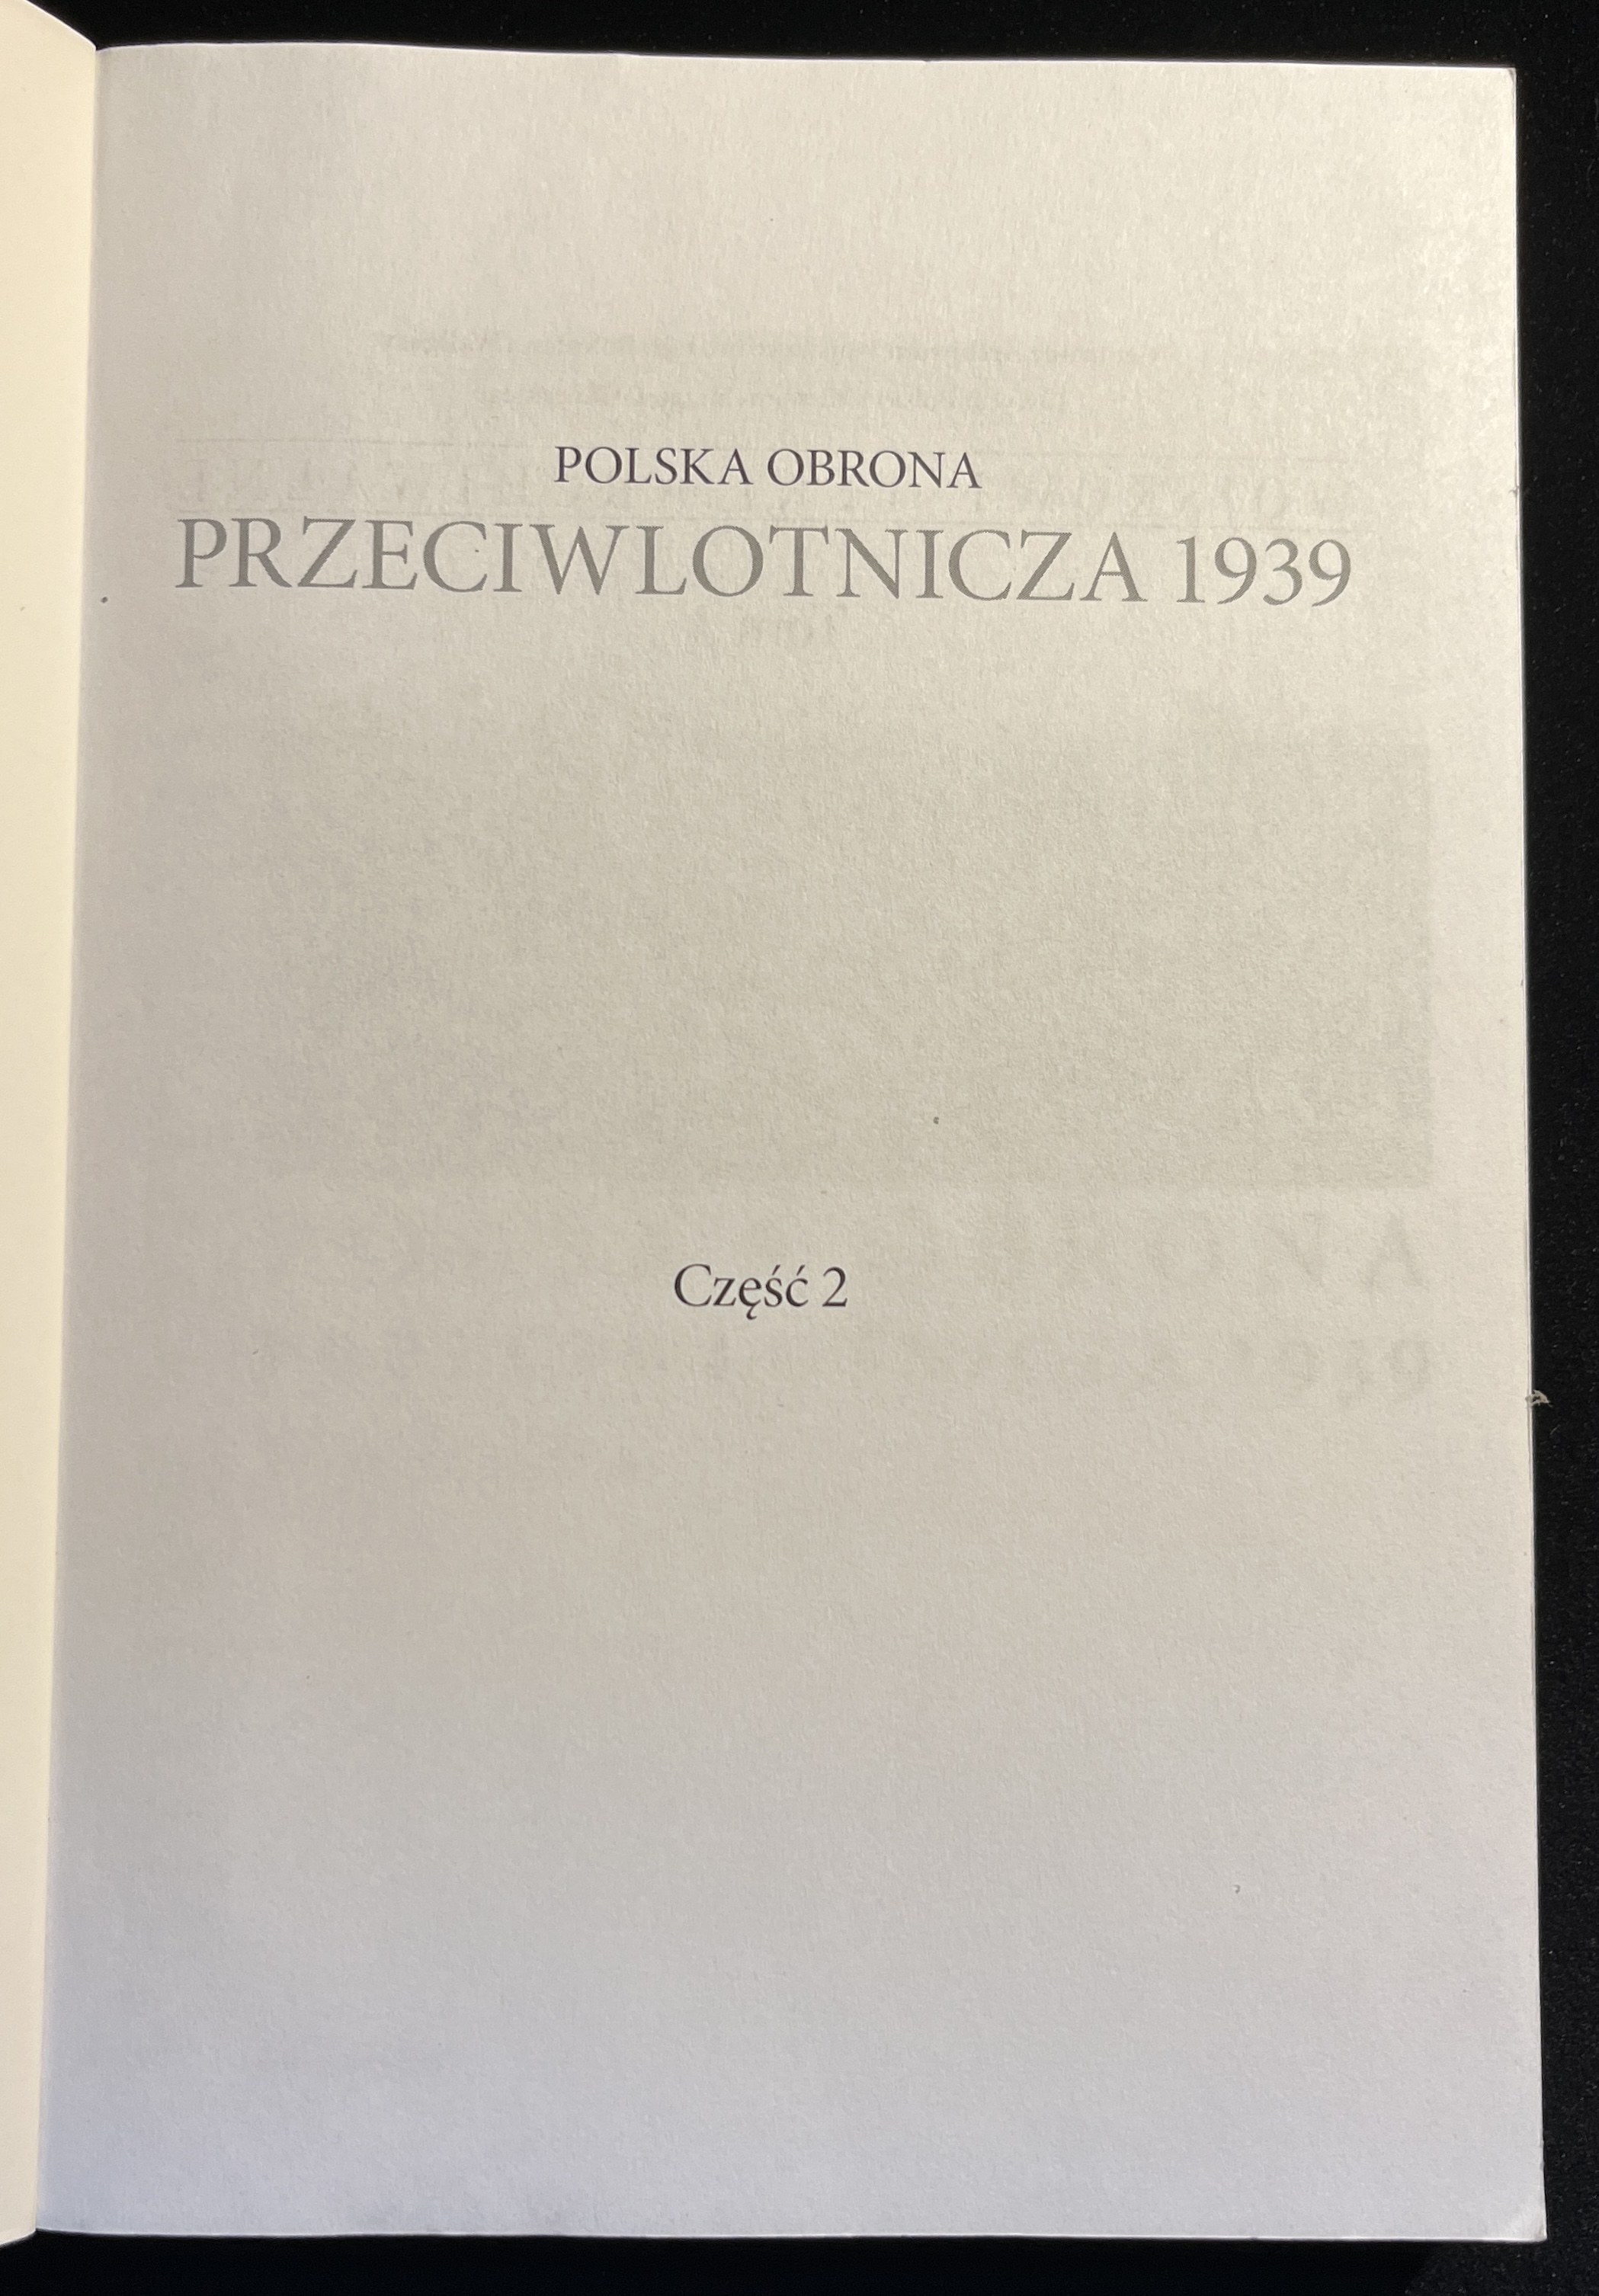 POLSKA OBRONA
PRZECIWLOTNICZA 1939
Część 2